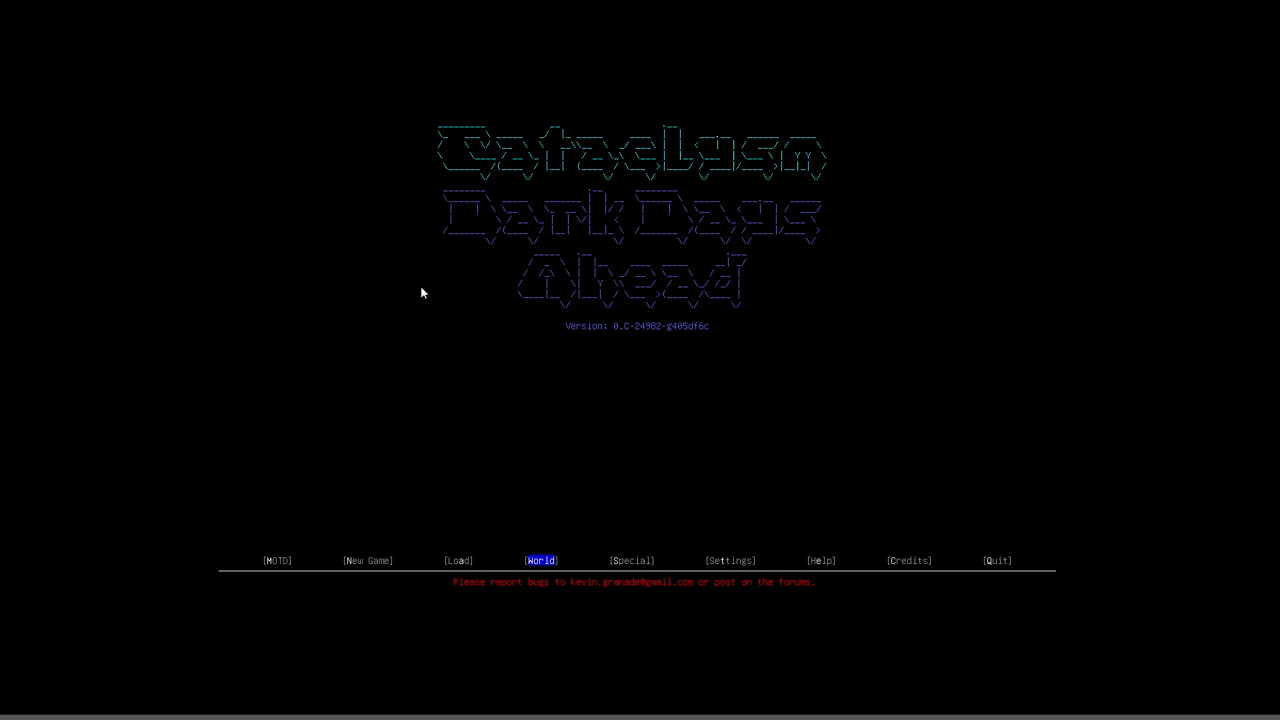 Cataclysm
Dark Days
Ahead
Version: 0.C-24982-g405df6c
[MOTD] [New Game] [Load] [World] [Special] [Settings] [Help] [Credits] [Quit]
Please report bugs to kevin.granade@gmail.com or post on the forums.